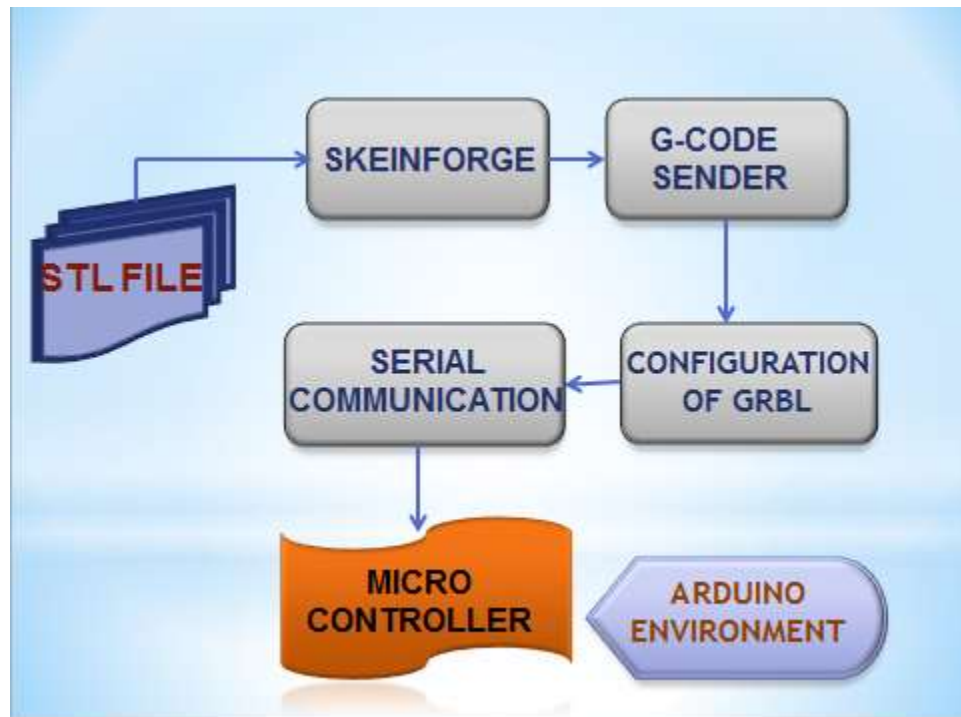 SKEINFORGE
G-CODE
SENDER
STL FILE
SERIAL
COMMUNICATION
CONFIGURATION
OF GRBL
MICRO
CONTROLLER
ARDUINO
ENVIRONMENT